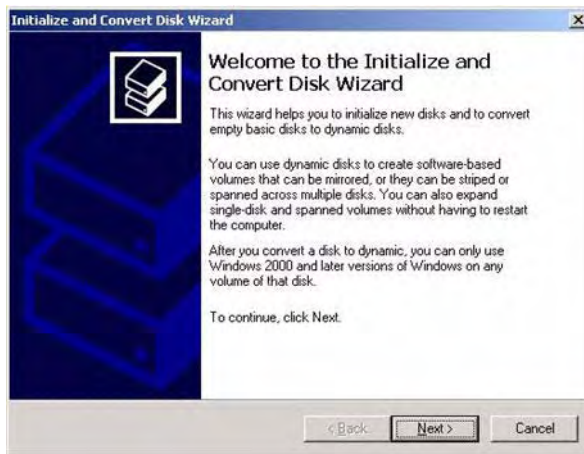 Initialize and Convert Disk Wizard
Welcome to the Initialize and
Convert Disk Wizard
This wizard helps you to initialize new disks and to convert
empty basic disks to dynamic disks.
You can use dynamic disks to create software-based
volumes that can be mirrored, or they can be striped or
spanned across multiple disks. You can also expand
single-disk and spanned volumes without having to restart
the computer.
After you convert a disk to dynamic, you can only use
Windows 2000 and later versions of Windows on any
volume of that disk.
To continue, click Next.
< Back Next > Cancel